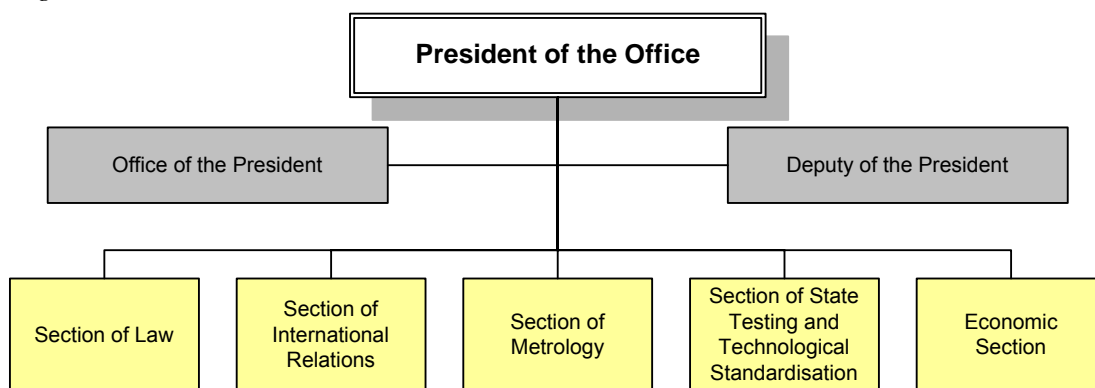 President of the Office
Office of the President
Deputy of the President
Section of Law
Section of
International
Relations
Section of
Metrology
Section of State
Testing and
Technological
Standardisation
Economic
Section